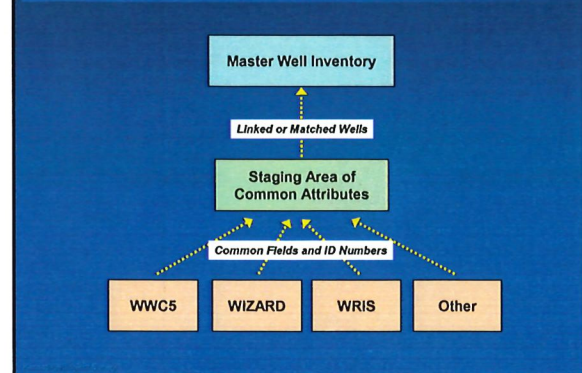 Master Well Inventory
Linked or Matched Wells
Staging Area of
Common Attributes
Common Fields and ID Numbers
WWC5 WIZARD WRIS Other